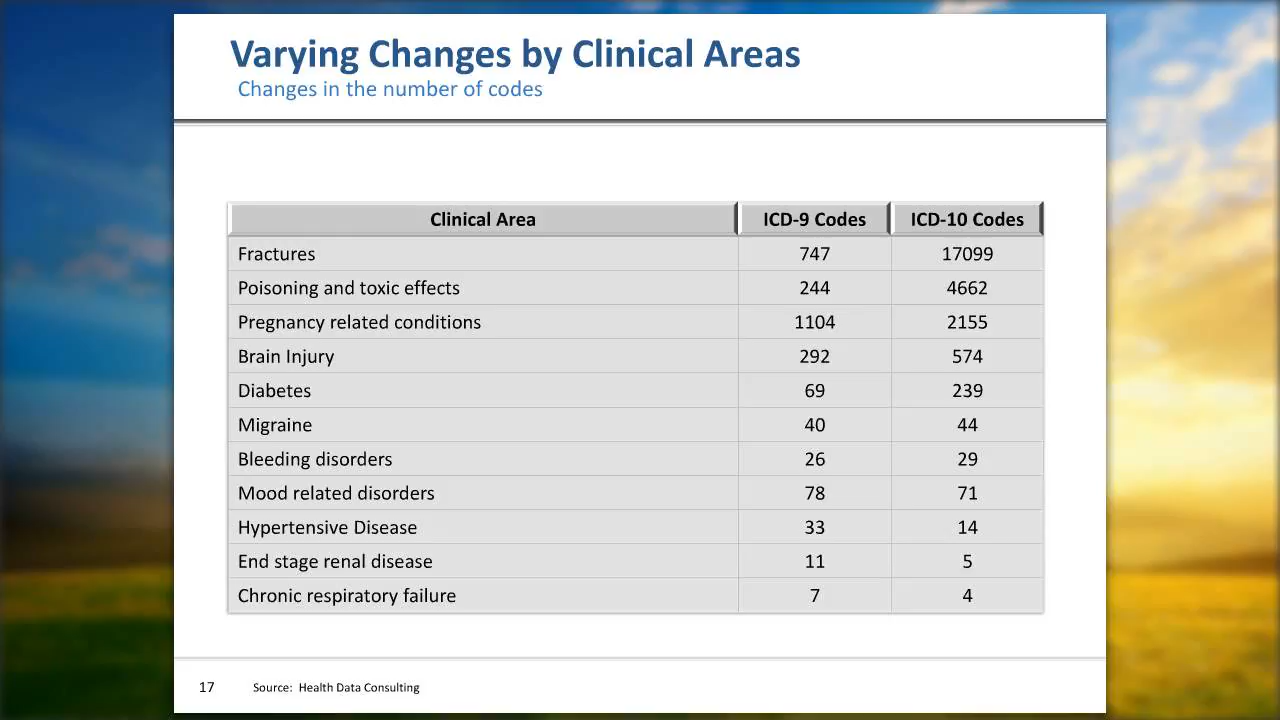 Varying Changes by Clinical Areas
Changes in the number of codes
Clinical Area ICD-9 Codes ICD-10 Codes
Fractures 747 17099
Poisoning and toxic effects 244 4662
Pregnancy related conditions 1104 2155
Brain Injury 292 574
Diabetes 69 239
Migraine 40 44
Bleeding disorders 26 29
Mood related disorders 78 71
Hypertensive Disease 33 14
End stage renal disease 11 5
Chronic respiratory failure 7 4
17 Source: Health Data Consulting